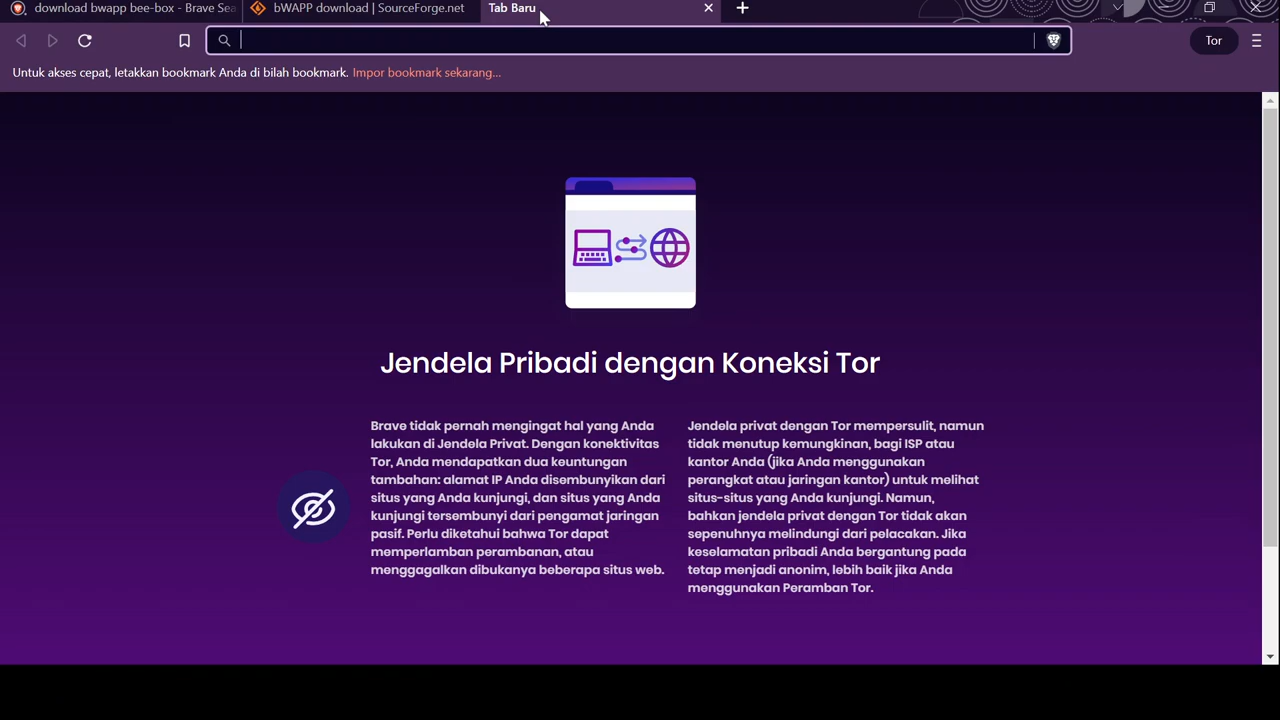 download bwapp bee-box - Brave Sea
bWAPP download | SourceForge.net
Tab Baru
Tor
Untuk akses cepat, letakkan bookmark Anda di bilah bookmark. Impor bookmark sekarang...
Jendela Pribadi dengan Koneksi Tor
Brave tidak pernah mengingat hal yang Anda
lakukan di Jendela Privat. Dengan konektivitas
Tor, Anda mendapatkan dua keuntungan
tambahan: alamat IP Anda disembunyikan dari
situs yang Anda kunjungi, dan situs yang Anda
kunjungi tersembunyi dari pengamat jaringan
pasif. Perlu diketahui bahwa Tor dapat
memperlamban perambanan, atau
menggagalkan dibukanya beberapa situs web.
Jendela privat dengan Tor mempersulit, namun
tidak menutup kemungkinan, bagi ISP atau
kantor Anda (jika Anda menggunakan
perangkat atau jaringan kantor) untuk melihat
situs-situs yang Anda kunjungi. Namun,
bahkan jendela privat dengan Tor tidak akan
sepenuhnya melindungi dari pelacakan. Jika
keselamatan pribadi Anda bergantung pada
tetap menjadi anonim, lebih baik jika Anda
menggunakan Peramban Tor.